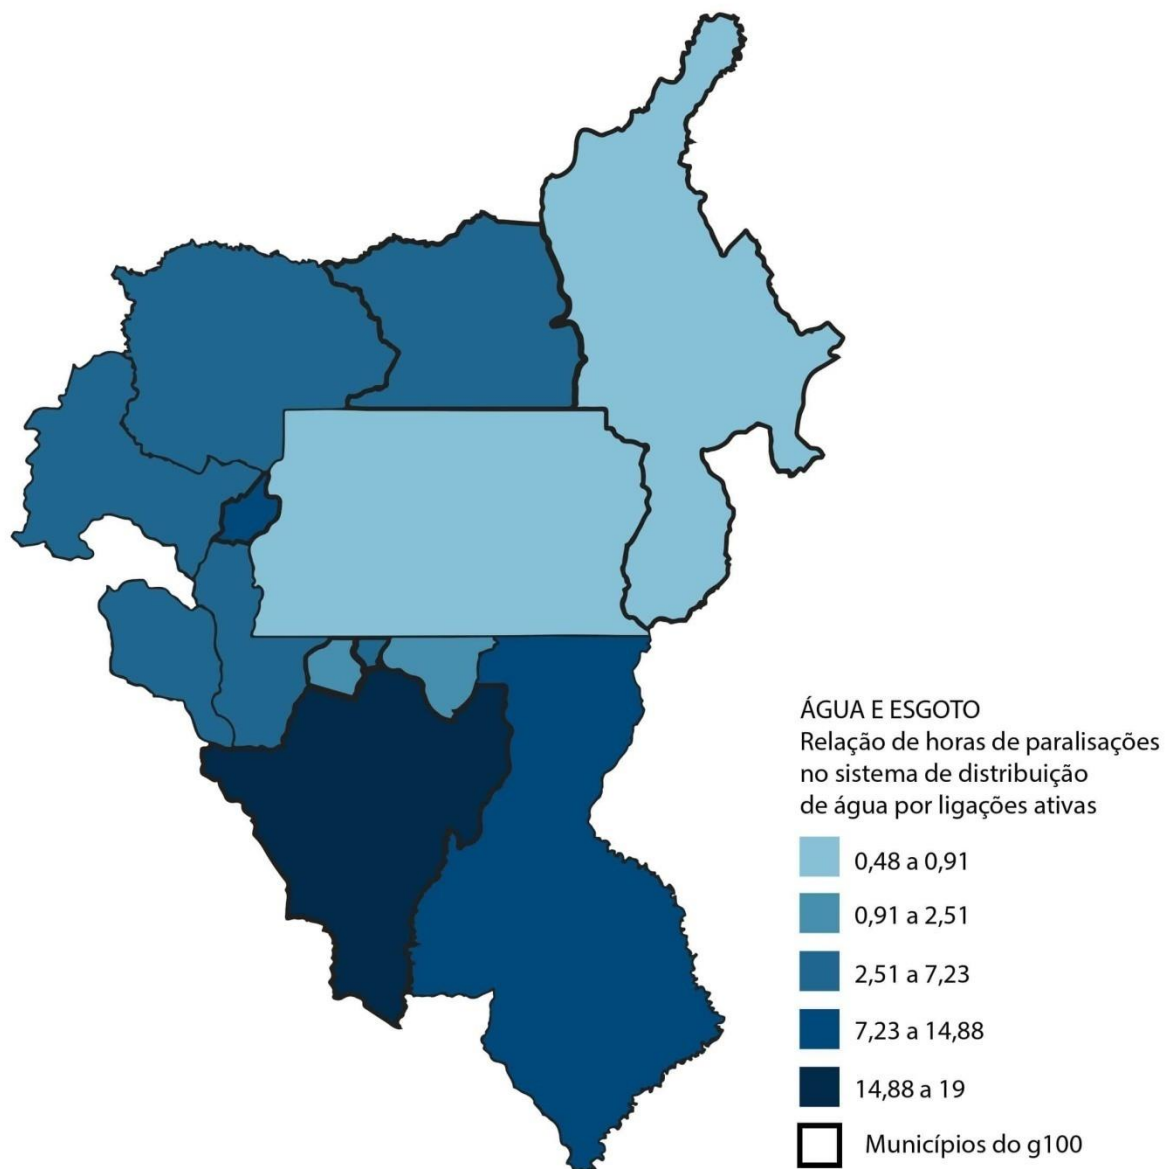 ÁGUA E ESGOTO
Relação de horas de paralisações
no sistema de distribuição
de água por ligações ativas
0,48 a 0,91
0,91 a 2,51
2,51 a 7,23
7,23 a 14,88
14,88 a 19
Municípios do g100